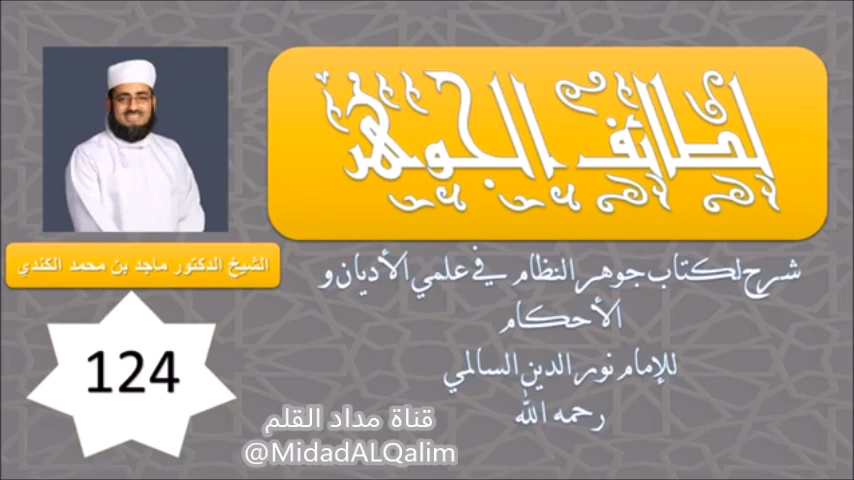 لطائف الجوهر
الشيخ الدكتور ماجد بن محمد الكندي
شرح لكتاب جوهر النظام في علمي الأديان و
الأحكام
للإمام نور الدين السالمي
رحمه الله
124
قناة مداد القلم
@MidadALQalim